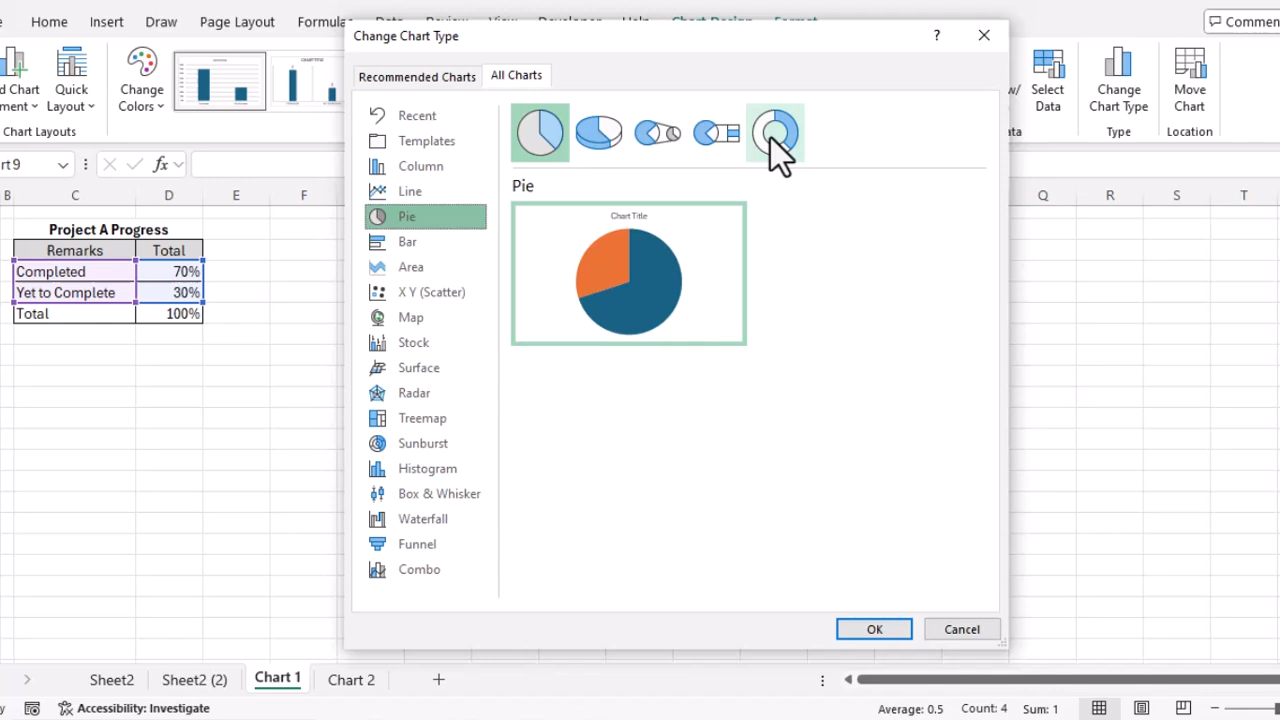 Home Insert Draw Page Layout
Change Chart Type
?
Commen
d Chart
ment
Quick
Layout
Change
Colors
Select
Data
Change
Chart Type
Move
Chart
Chart Layouts
Type
Location
Recommended Charts
All Charts
rt9
fx
B C D E F
Q R S T
Project A Progress
Remarks Total
Completed 70%
Yet to Complete 30%
Total 100%
Recent
Templates
Column
Line
Pie
Bar
Area
X Y (Scatter)
Map
Stock
Surface
Radar
Treemap
Sunburst
Histogram
Box & Whisker
Waterfall
Funnel
Combo
Pie
Chart Title
OK
Cancel
Sheet2 Sheet2 (2) Chart 1 Chart 2
Accessibility: Investigate
Average: 0.5 Count: 4 Sum: 1